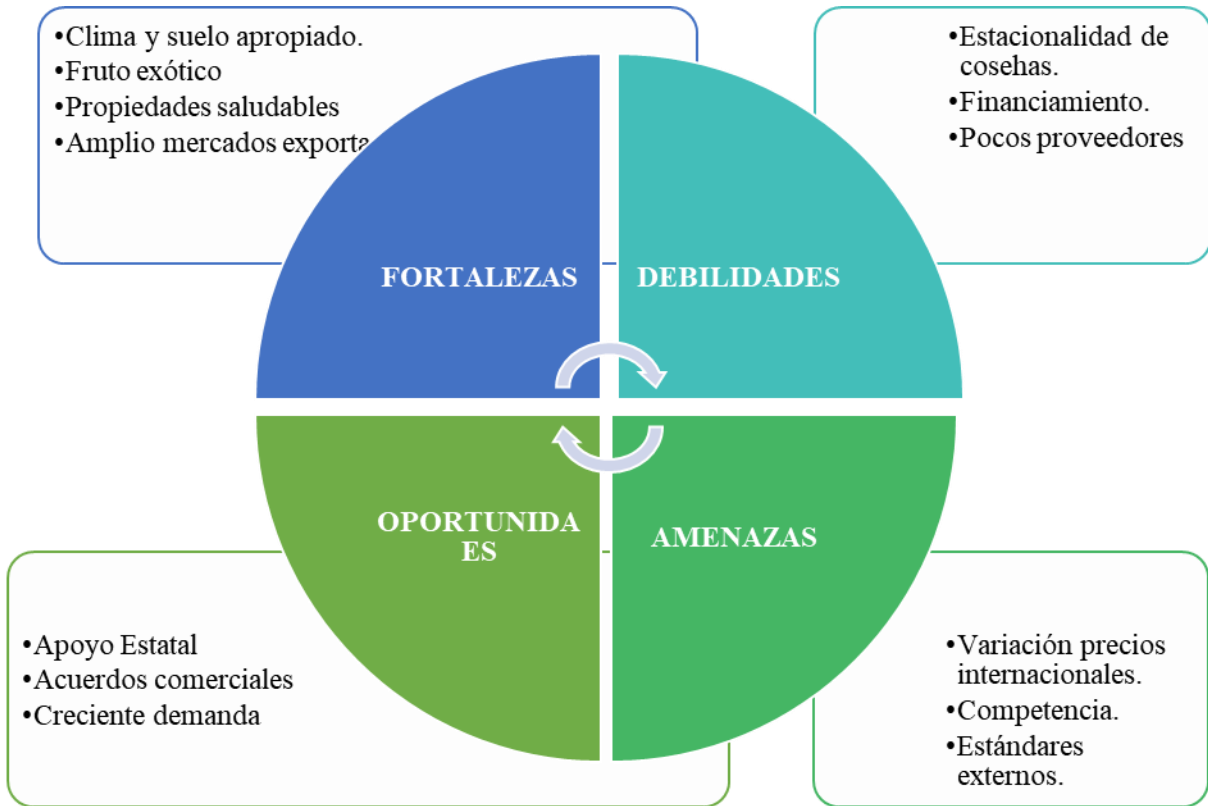 •Clima y suelo apropiado.
•Fruto exótico
•Propiedades saludables
•Amplio mercados exporta
•Estacionalidad de
cosehas.
•Financiamiento.
•Pocos proveedores
FORTALEZAS
DEBILIDADES
OPORTUNIDA
ES
AMENAZAS
•Apoyo Estatal
•Acuerdos comerciales
•Creciente demanda
•Variación precios
internacionales.
•Competencia.
•Estándares
externos.